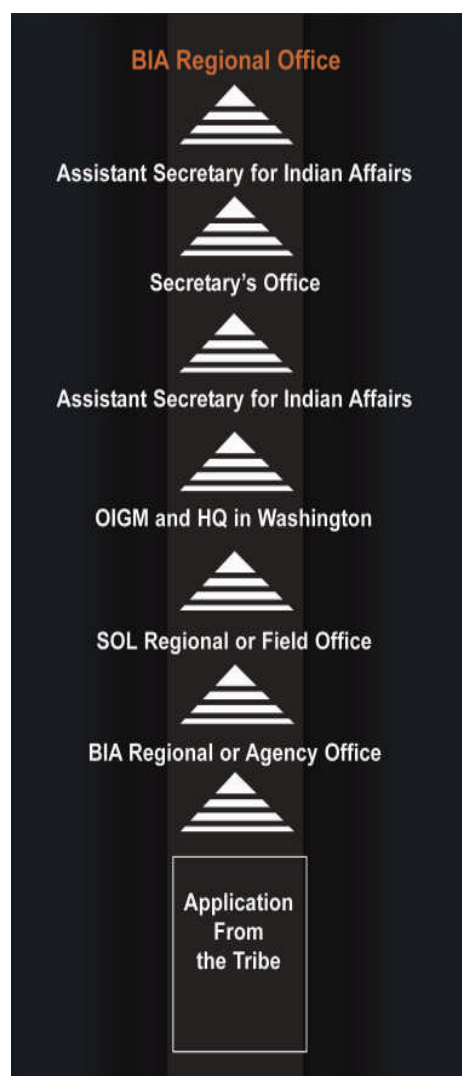 BIA Regional Office
Assistant Secretary for Indian Affairs
Secretary’s Office
Assistant Secretary for Indian Affairs
OIGM and HQ in Washington
SOL Regional or Field Office
BIA Regional or Agency Office
Application
From
the Tribe